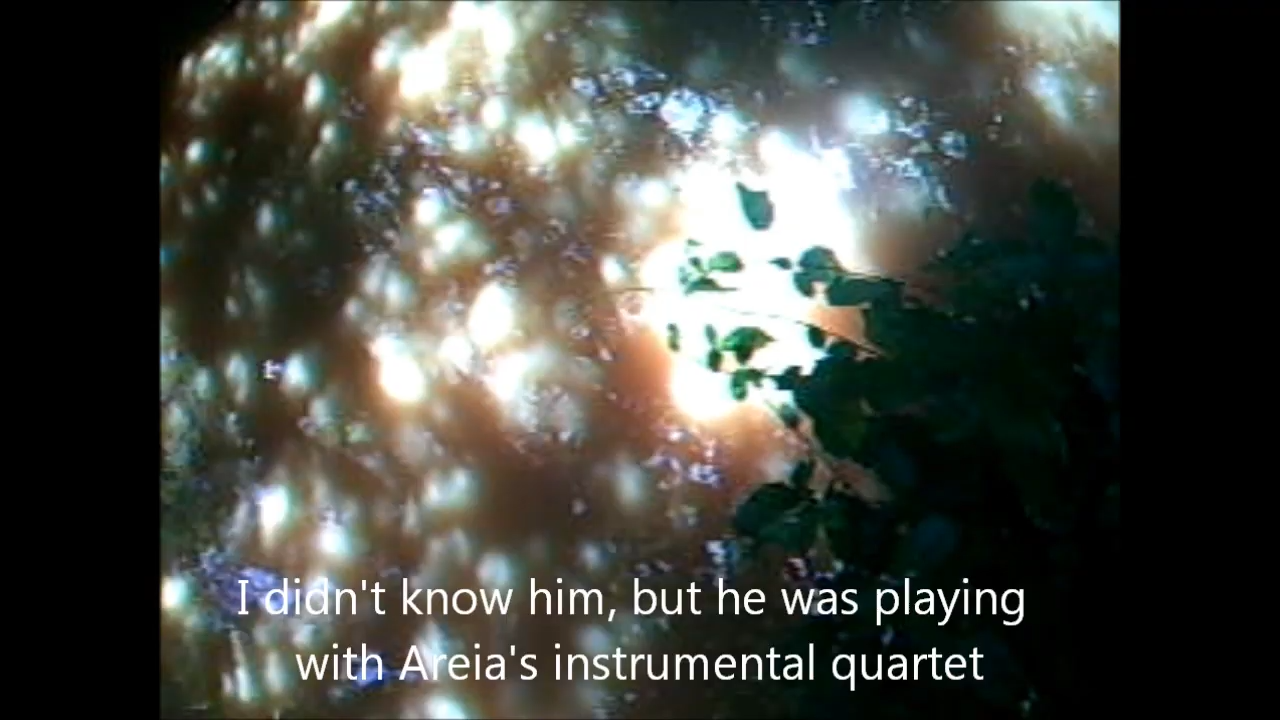 I didn't know him, but he was playing
with Areia's instrumental quartet